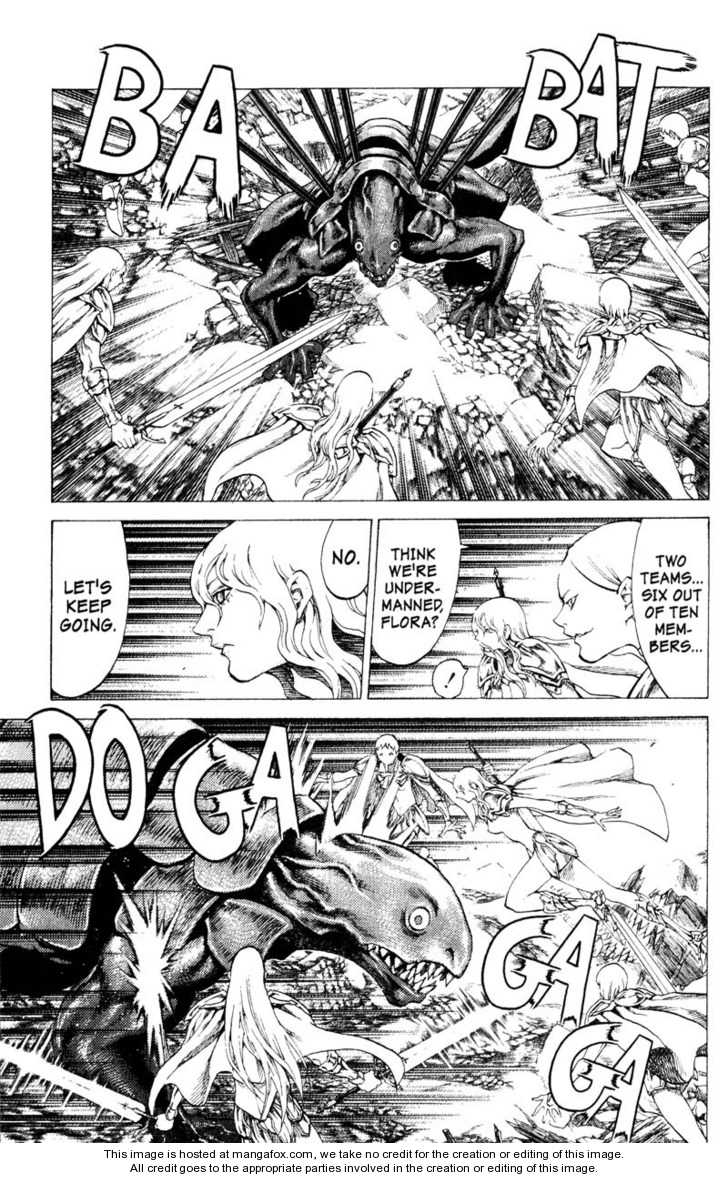 BA
BAT
TWO
TEAMS...
SIX OUT
OF TEN
MEM-
BERS...
THINK
WE'RE
UNDER-
MANNED,
FLORA?
!
NO.
LET'S
KEEP
GOING.
DO
GA
GA
GA
This image is hosted at mangafox.com, we take no credit for the creation or editing of this image.
All credit goes to the appropriate parties involved in the creation or editing of this image.